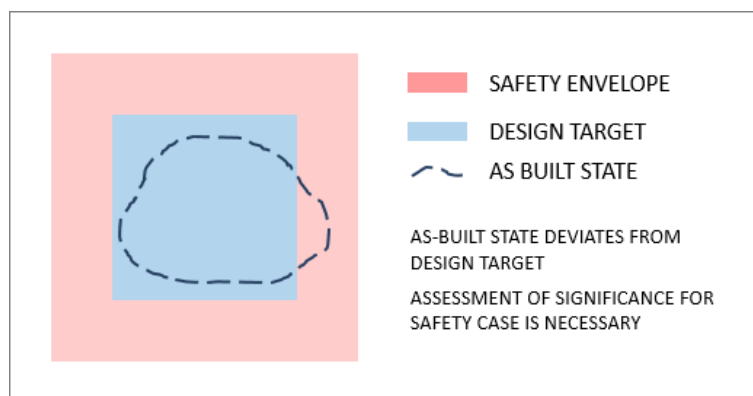 SAFETY ENVELOPE
DESIGN TARGET
AS BUILT STATE
AS-BUILT STATE DEVIATES FROM
DESIGN TARGET
ASSESSMENT OF SIGNIFICANCE FOR
SAFETY CASE IS NECESSARY